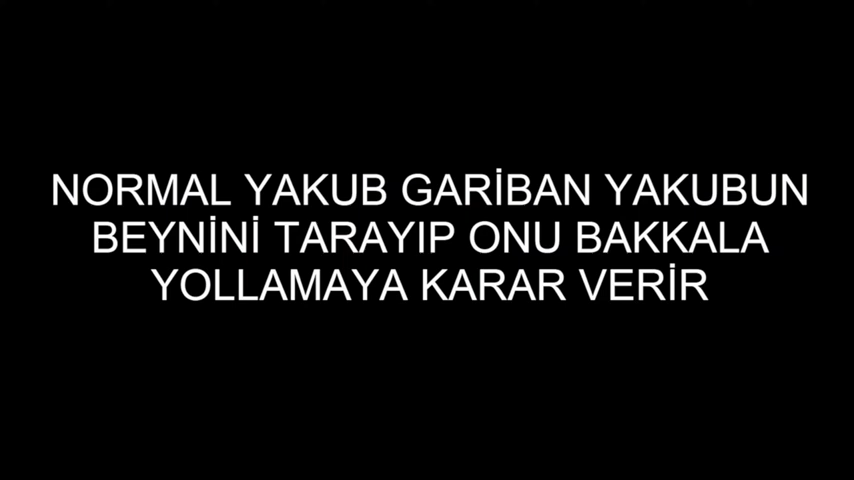 NORMAL YAKUB GARİBAN YAKUBUN
BEYNİNİ TARAYIP ONU BAKKALA
YOLLAMAYA KARAR VERİR